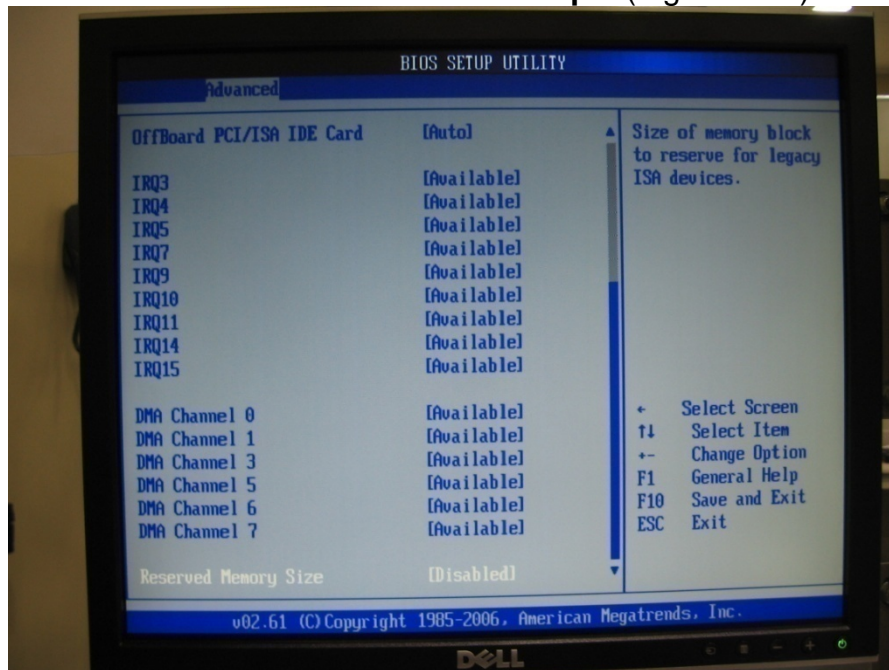 BIOS SETUP UTILITY
Advanced
OffBoard PCI/ISA IDE Card [Auto]
IRQ3 [Available]
IRQ4 [Available]
IRQ5 [Available]
IRQ7 [Available]
IRQ9 [Available]
IRQ10 [Available]
IRQ11 [Available]
IRQ14 [Available]
IRQ15 [Available]
DMA Channel 0 [Available]
DMA Channel 1 [Available]
DMA Channel 3 [Available]
DMA Channel 5 [Available]
DMA Channel 6 [Available]
DMA Channel 7 [Available]
Reserved Memory Size [Disabled]
Size of memory block
to reserve for legacy
ISA devices.
← Select Screen
↑↓ Select Item
+- Change Option
F1 General Help
F10 Save and Exit
ESC Exit
v02.61 (C)Copyright 1985-2006, American Megatrends, Inc.
DELL